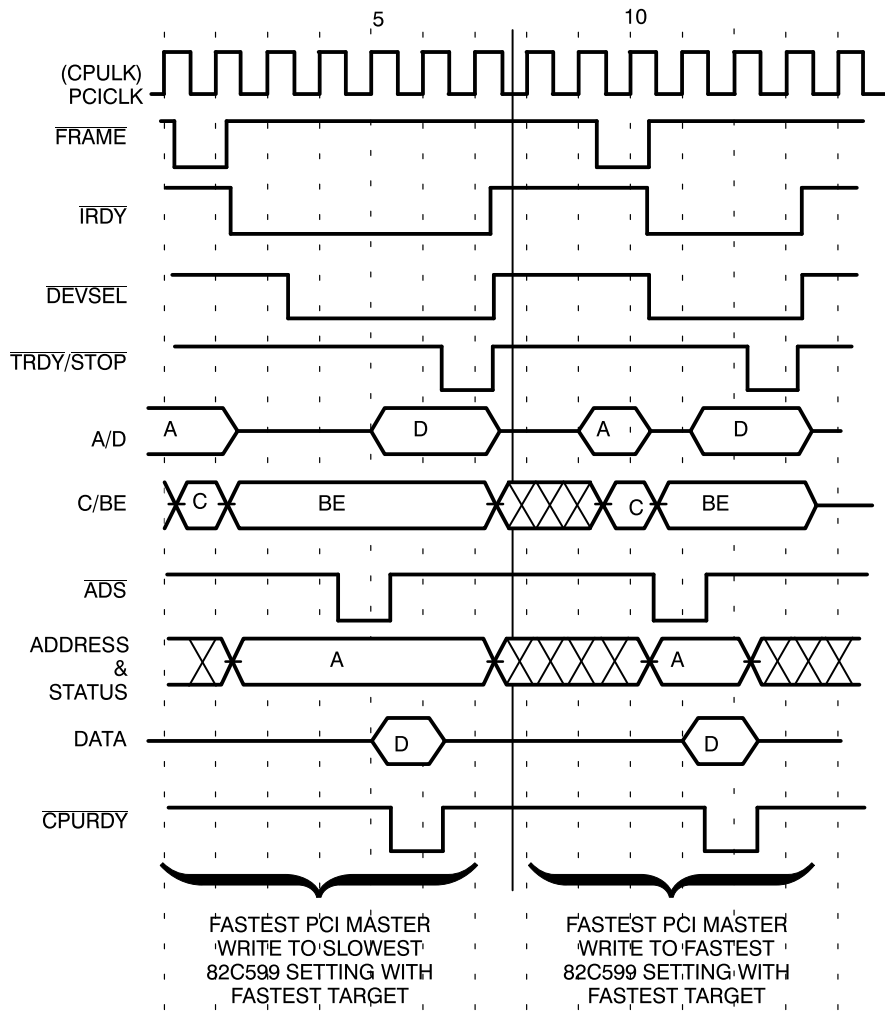 5
10
(CPULK)
PCICLK
FRAME
IRDY
DEVSEL
TRDY/STOP
A/D
A
D
A
D
C/BE
C
BE
C
BE
ADS
ADDRESS
&
STATUS
A
A
DATA
D
D
CPURDY
FASTEST PCI MASTER
WRITE TO SLOWEST
82C599 SETTING WITH
FASTEST TARGET
FASTEST PCI MASTER
WRITE TO FASTEST
82C599 SETTING WITH
FASTEST TARGET